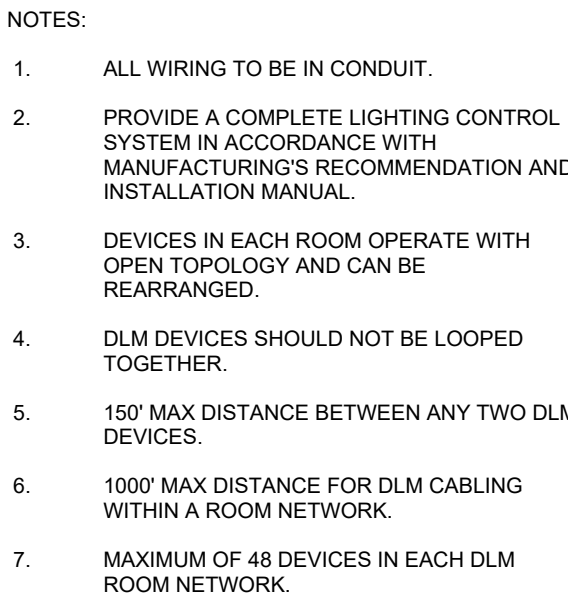 NOTES:
1. ALL WIRING TO BE IN CONDUIT.
2. PROVIDE A COMPLETE LIGHTING CONTROL
SYSTEM IN ACCORDANCE WITH
MANUFACTURING'S RECOMMENDATION AND
INSTALLATION MANUAL.
3. DEVICES IN EACH ROOM OPERATE WITH
OPEN TOPOLOGY AND CAN BE
REARRANGED.
4. DLM DEVICES SHOULD NOT BE LOOPED
TOGETHER.
5. 150' MAX DISTANCE BETWEEN ANY TWO DLM
DEVICES.
6. 1000' MAX DISTANCE FOR DLM CABLING
WITHIN A ROOM NETWORK.
7. MAXIMUM OF 48 DEVICES IN EACH DLM
ROOM NETWORK.